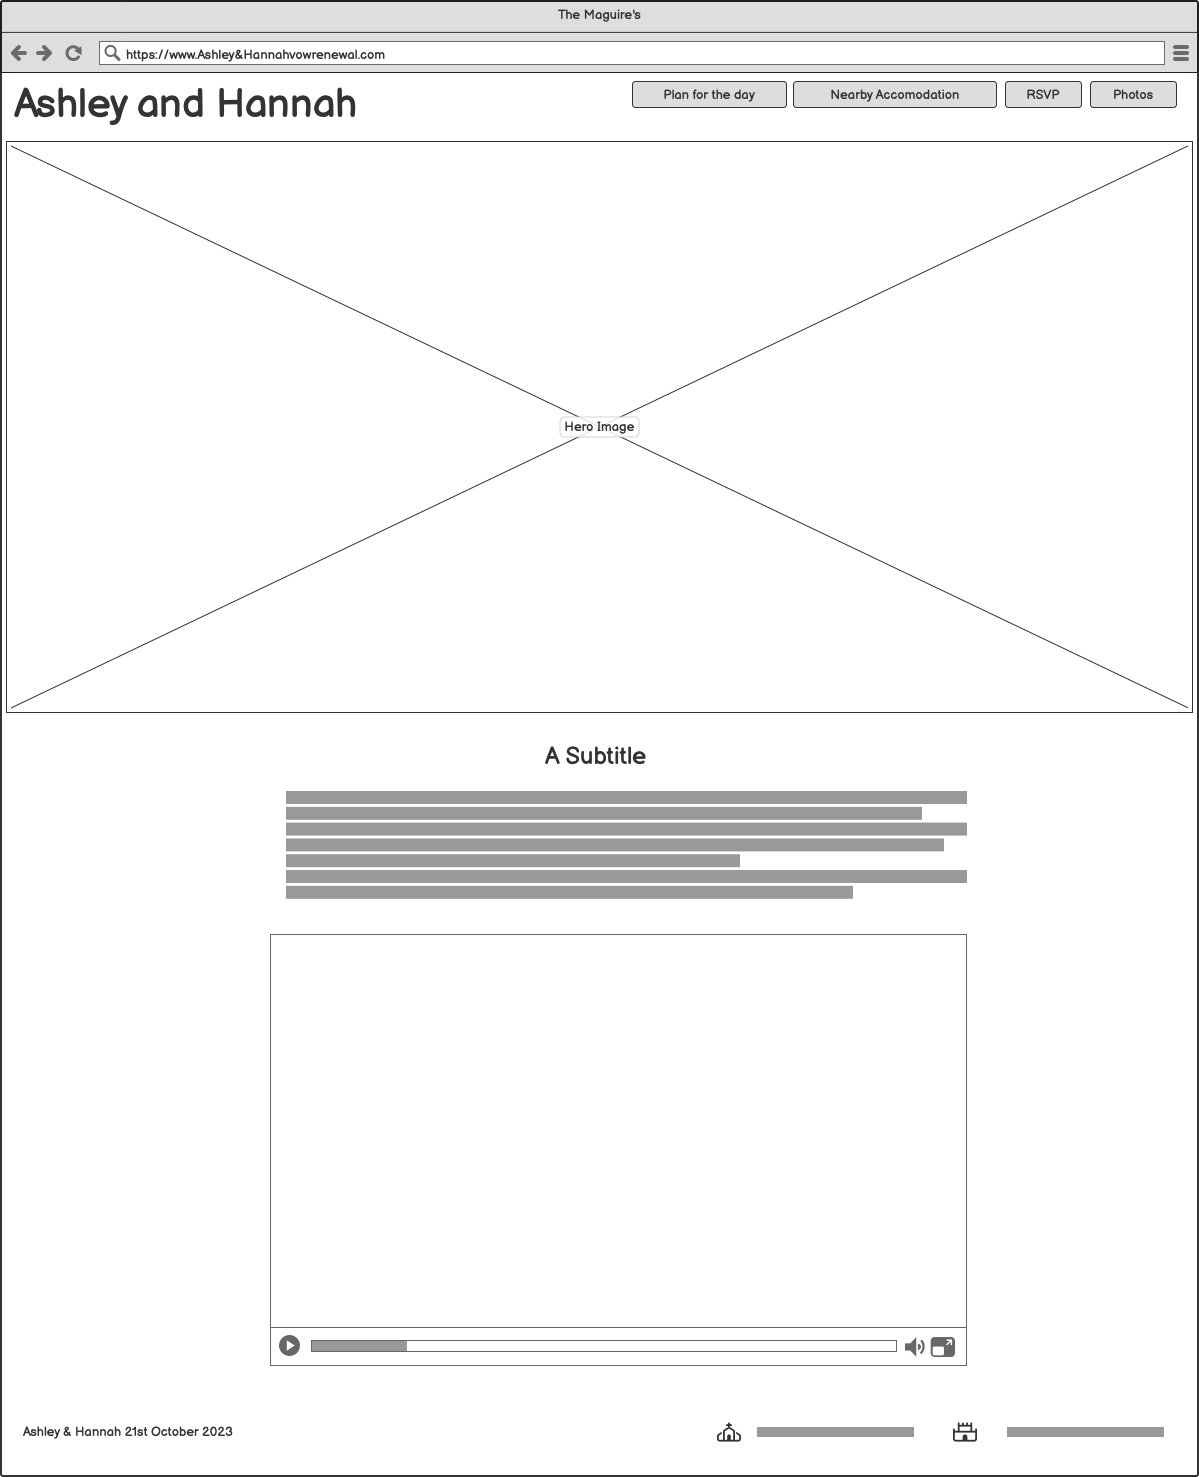 The Maguire's
https://www.Ashley&Hannahvowrenewal.com
Ashley and Hannah
Plan for the day
Nearby Accomodation
RSVP
Photos
Hero Image
A Subtitle
Ashley & Hannah 21st October 2023